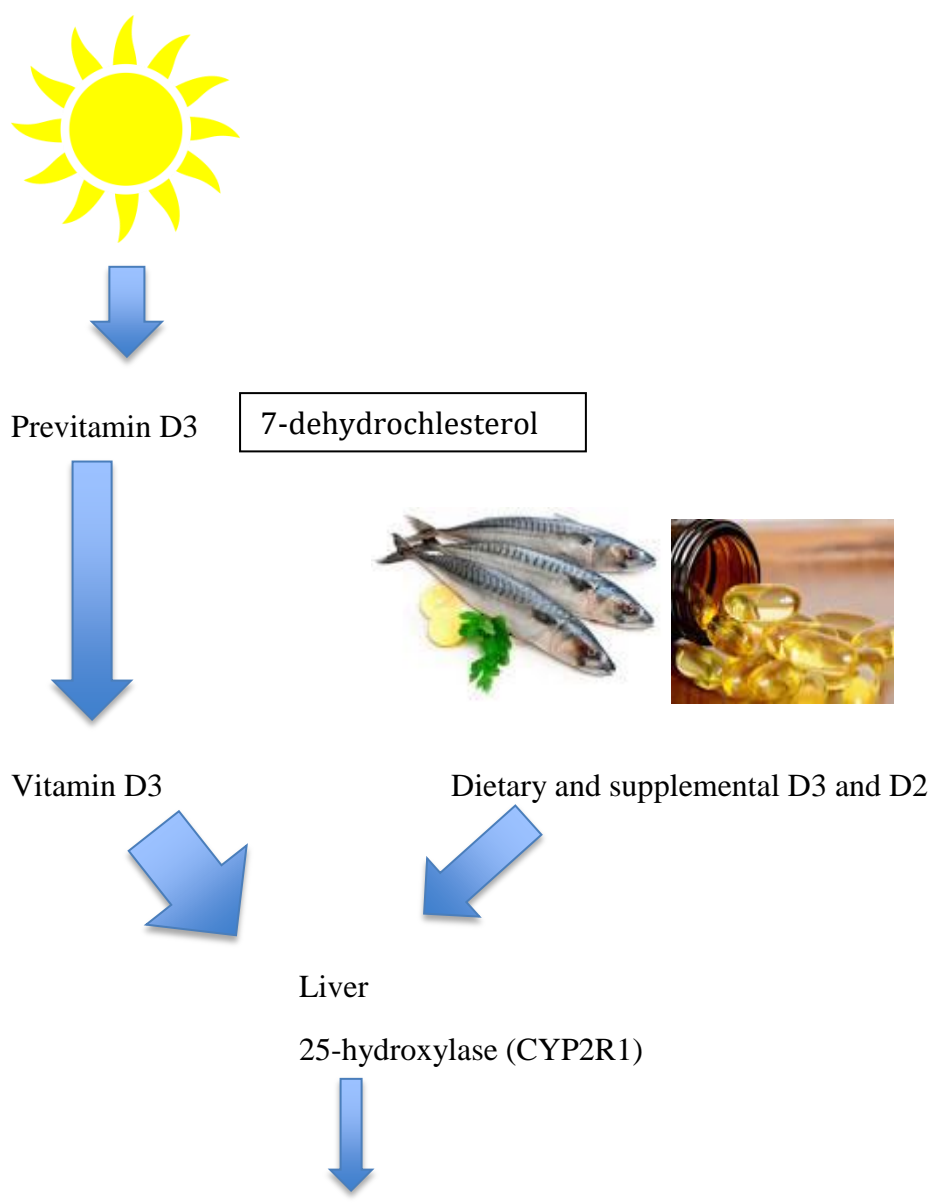 Previtamin D3
7-dehydrochlesterol
Vitamin D3
Dietary and supplemental D3 and D2
Liver
25-hydroxylase (CYP2R1)